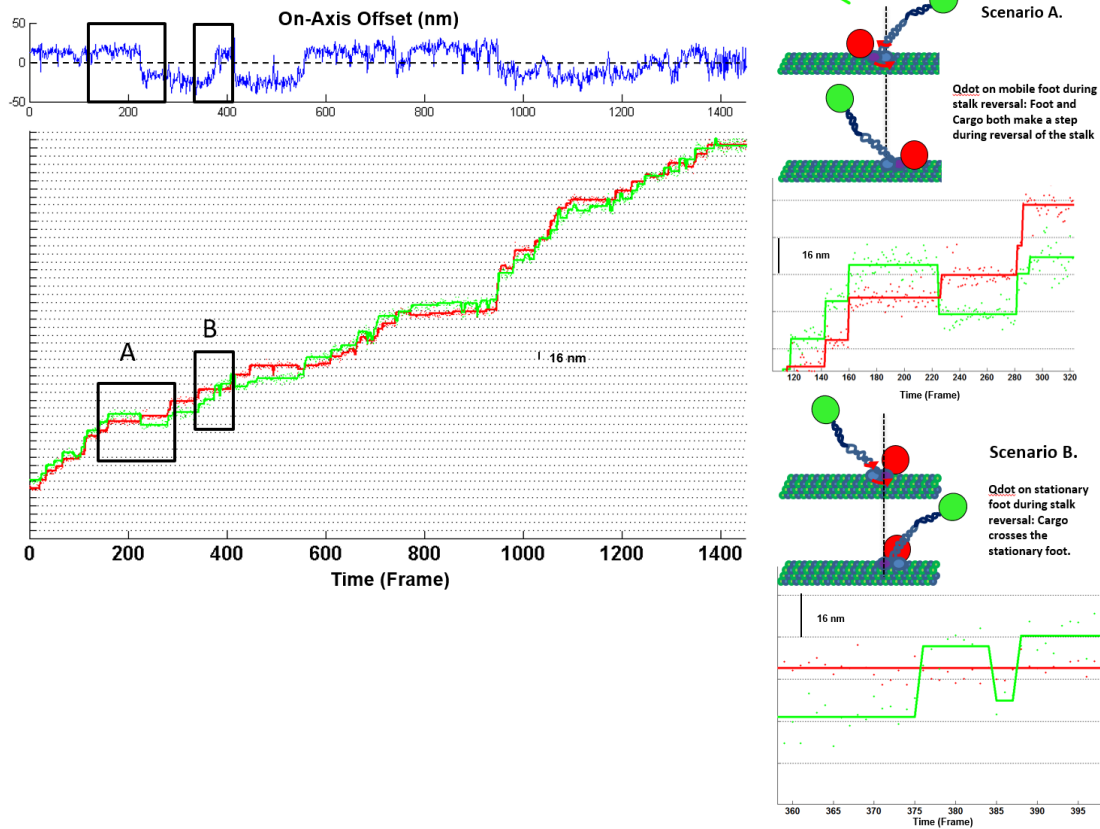 On-Axis Offset (nm)
50
0
-50
200
400
600
800
1000
1200
1400
A
B
16 nm
0
200
400
600
800
1000
1200
1400
Time (Frame)
Scenario A.
Qdot on mobile foot during
stalk reversal: Foot and
Cargo both make a step
during reversal of the stalk
16 nm
120 140 160 180 200 220 240 260 280 300 320
Time (Frame)
Scenario B.
Qdot on stationary
foot during stalk
reversal: Cargo
crosses the
stationary foot.
16 nm
360 365 370 375 380 385 390 395
Time (Frame)